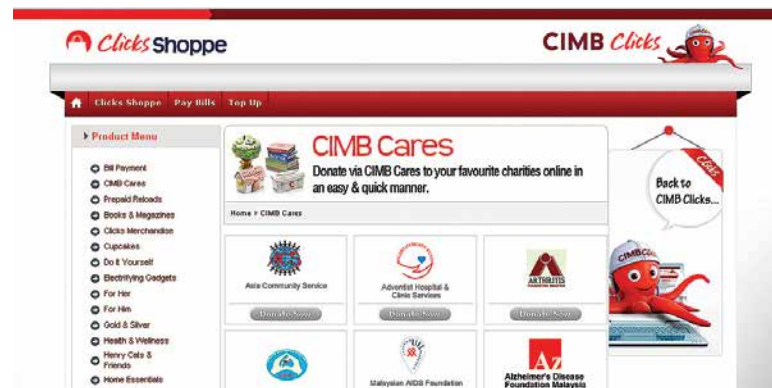 Clicks Shoppe
CIMB Clicks
Clicks Shoppe Pay Bills Top Up
Product Menu
Bill Payment
CIMB Cares
Prepaid Reloads
Books & Magazines
Clicks Merchandise
Cupcakes
Do It Yourself
Electrifying Gadgets
For Her
For Him
Gold & Silver
Health & Wellness
Henry Cats &
Friends
Home Essentials
CIMB Cares
Donate via CIMB Cares to your favourite charities online in
an easy & quick manner.
Home > CIMB Cares
Asia Community Service
Donate Now
Adventist Hospital &
Clinic Services
Donate Now
ARTHRITIS
Donate Now
Malaysian AIDS Foundation
Az
Alzheimer's Disease
Foundation Malaysia
Clicks
Back to
CIMB Clicks...
CIMBClicks